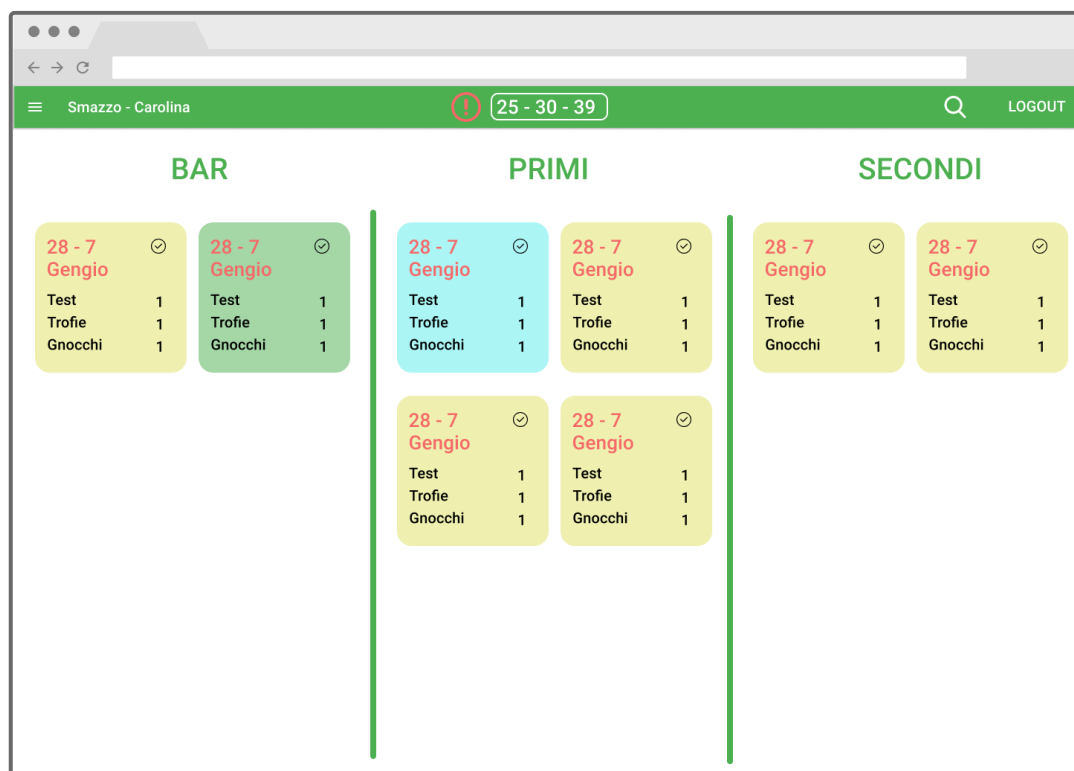 Smazzo - Carolina
25 - 30 - 39
LOGOUT
BAR
28 - 7
Gengio
Test 1
Trofie 1
Gnocchi 1
28 - 7
Gengio
Test 1
Trofie 1
Gnocchi 1
PRIMI
28 - 7
Gengio
Test 1
Trofie 1
Gnocchi 1
28 - 7
Gengio
Test 1
Trofie 1
Gnocchi 1
28 - 7
Gengio
Test 1
Trofie 1
Gnocchi 1
28 - 7
Gengio
Test 1
Trofie 1
Gnocchi 1
SECONDI
28 - 7
Gengio
Test 1
Trofie 1
Gnocchi 1
28 - 7
Gengio
Test 1
Trofie 1
Gnocchi 1